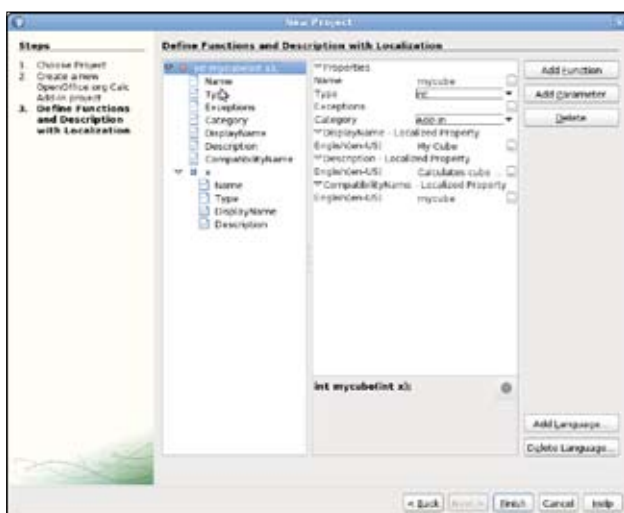 New Project
Steps
1. Choose Project
2. Create a new
OpenOffice.org Calc
Add-in project
3. Define Functions
and Description
with Localization
Define Functions and Description with Localization
int mycube(int x);
Name
Type
Exceptions
Category
DisplayName
Description
CompatibilityName
x
Name
Type
DisplayName
Description
Properties
Name mycube
Type int
Exceptions
Category Add-In
DisplayName - Localized Property
English(en-US) My Cube
Description - Localized Property
English(en-US) Calculates cube ...
CompatibilityName - Localized Property
English(en-US) mycube
int mycube(int x);
Add Function
Add Parameter
Delete
Add Language...
Delete Language...
< Back
Next >
Finish
Cancel
Help